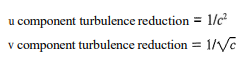 u component turbulence reduction = 1/c²
v component turbulence reduction = 1/√c